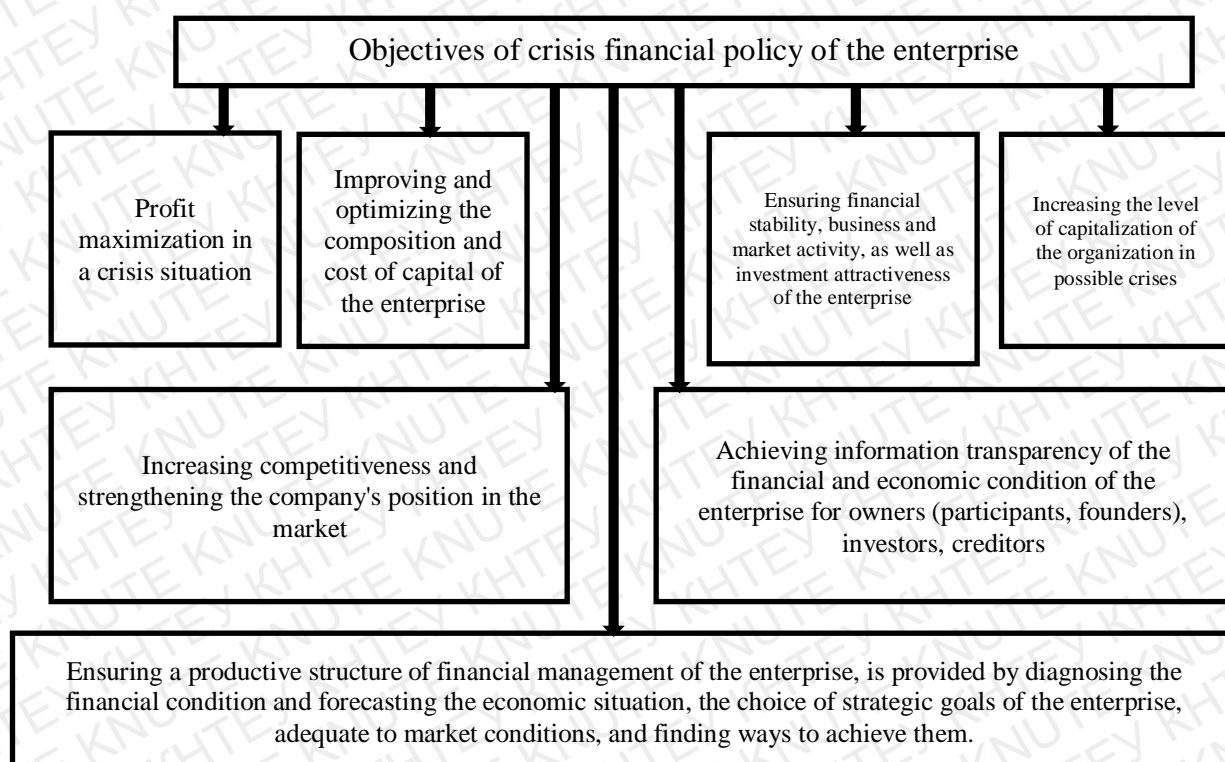 Objectives of crisis financial policy of the enterprise
Profit
maximization in
a crisis situation
Improving and
optimizing the
composition and
cost of capital of
the enterprise
Ensuring financial
stability, business and
market activity, as well as
investment attractiveness
of the enterprise
Increasing the level
of capitalization of
the organization in
possible crises
Increasing competitiveness and
strengthening the company's position in the
market
Achieving information transparency of the
financial and economic condition of the
enterprise for owners (participants, founders),
investors, creditors
Ensuring a productive structure of financial management of the enterprise, is provided by diagnosing the
financial condition and forecasting the economic situation, the choice of strategic goals of the enterprise,
adequate to market conditions, and finding ways to achieve them.